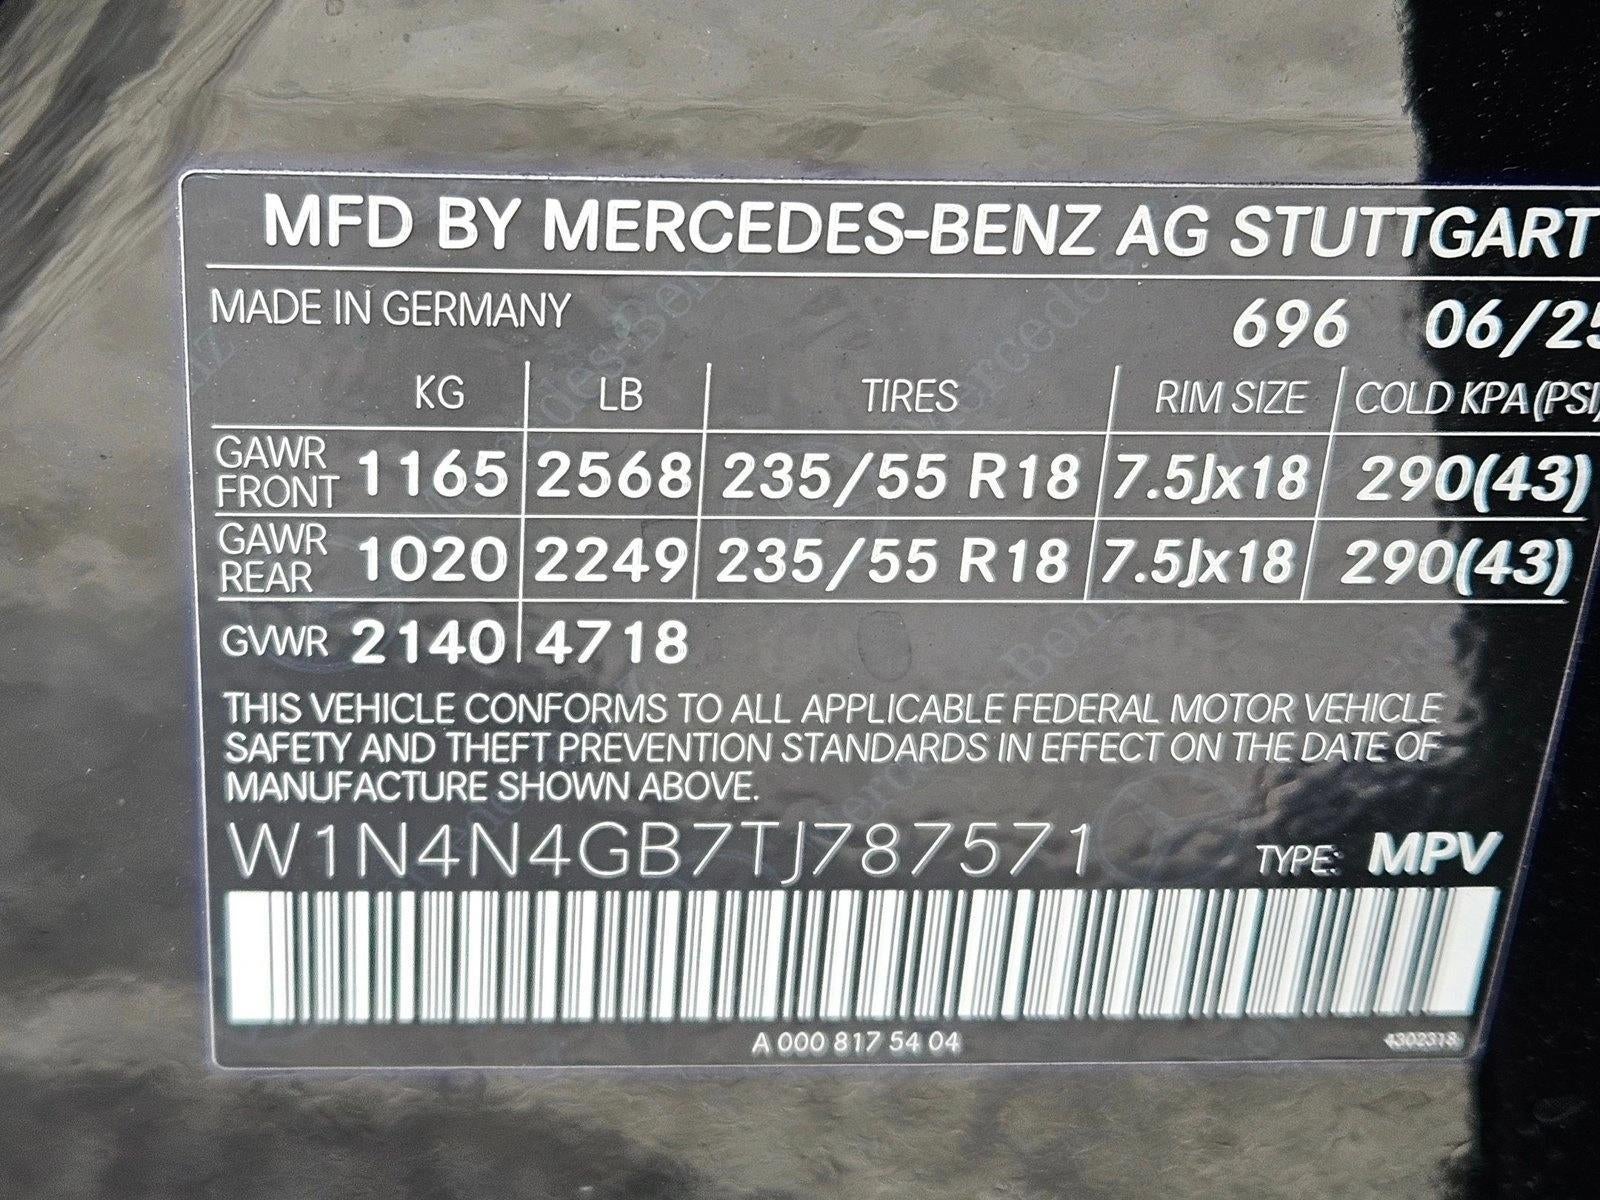 MFD BY MERCEDES-BENZ AG STUTTGART
MADE IN GERMANY 696 06/25
KG LB TIRES RIM SIZE COLD KPA (PSI)
GAWR FRONT 1165 2568 235/55 R18 7.5Jx18 290(43)
GAWR REAR 1020 2249 235/55 R18 7.5Jx18 290(43)
GVWR 2140 4718
THIS VEHICLE CONFORMS TO ALL APPLICABLE FEDERAL MOTOR VEHICLE
SAFETY AND THEFT PREVENTION STANDARDS IN EFFECT ON THE DATE OF
MANUFACTURE SHOWN ABOVE.
W1N4N4GB7TJ787571 TYPE: MPV
A 000 817 54 04 4302318